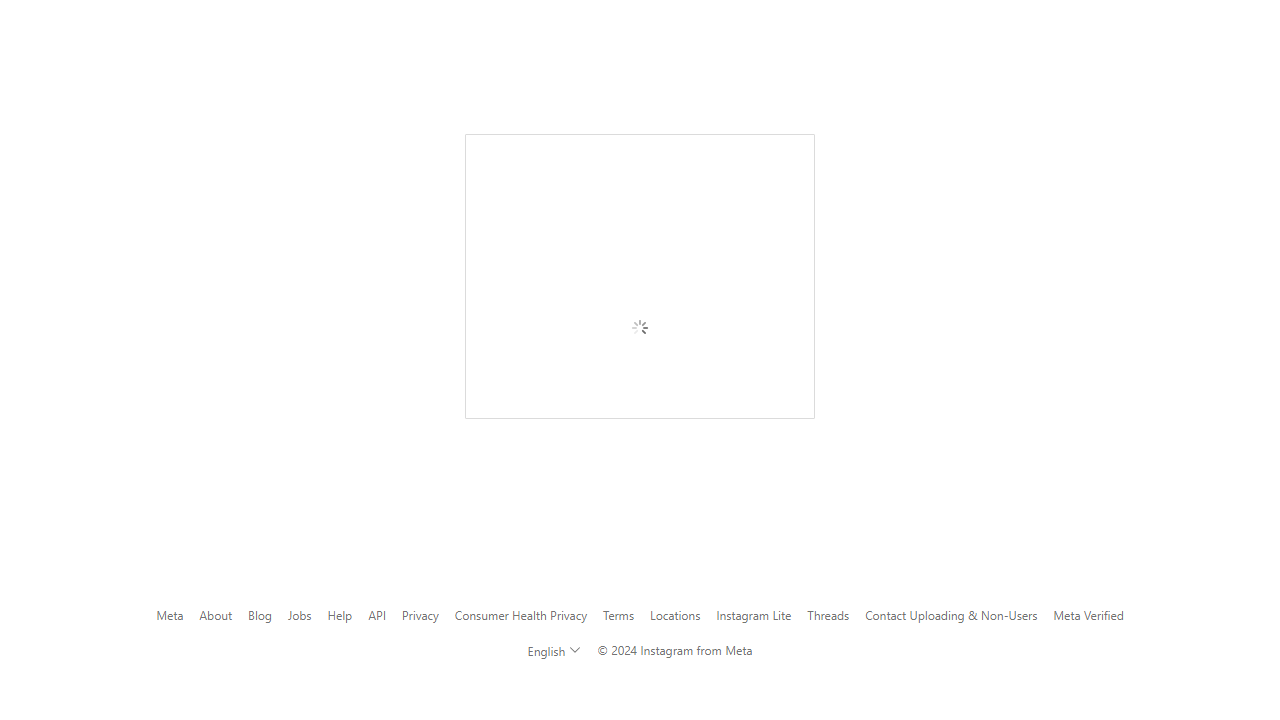 Meta About Blog Jobs Help API Privacy Consumer Health Privacy Terms Locations Instagram Lite Threads Contact Uploading & Non-Users Meta Verified
English © 2024 Instagram from Meta